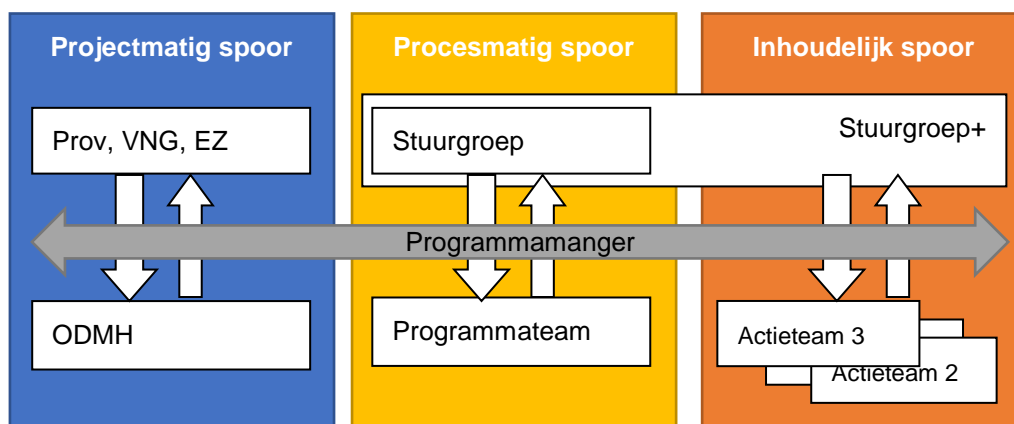 Projectmatig spoor
Procesmatig spoor
Inhoudelijk spoor
Prov, VNG, EZ
Stuurgroep
Stuurgroep+
Programmamanger
ODMH
Programmateam
Actieteam 3
Actieteam 2